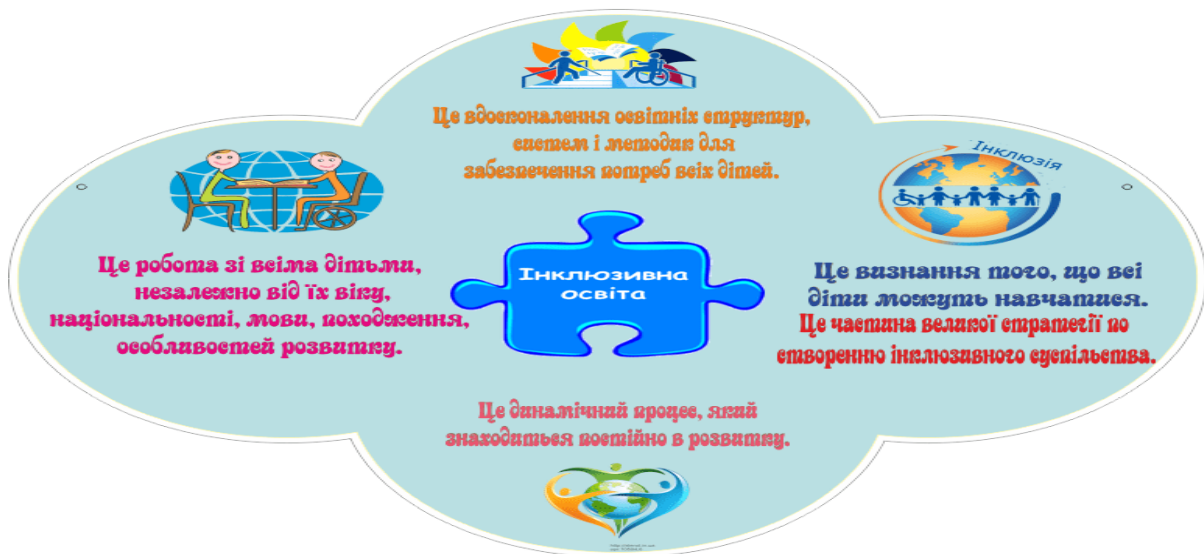 Це вдосконалення освітніх структур,
систем і методик для
забезпечення потреб всіх дітей.
Це робота зі всіма дітьми,
незалежно від їх віку,
національності, мови, походження,
особливостей розвитку.
Інклюзивна
освіта
Інклюзія
Це визнання того, що всі
діти можуть навчатися.
Це частина великої стратегії по
створенню інклюзивного суспільства.
Це динамічний процес, який
знаходиться постійно в розвитку.